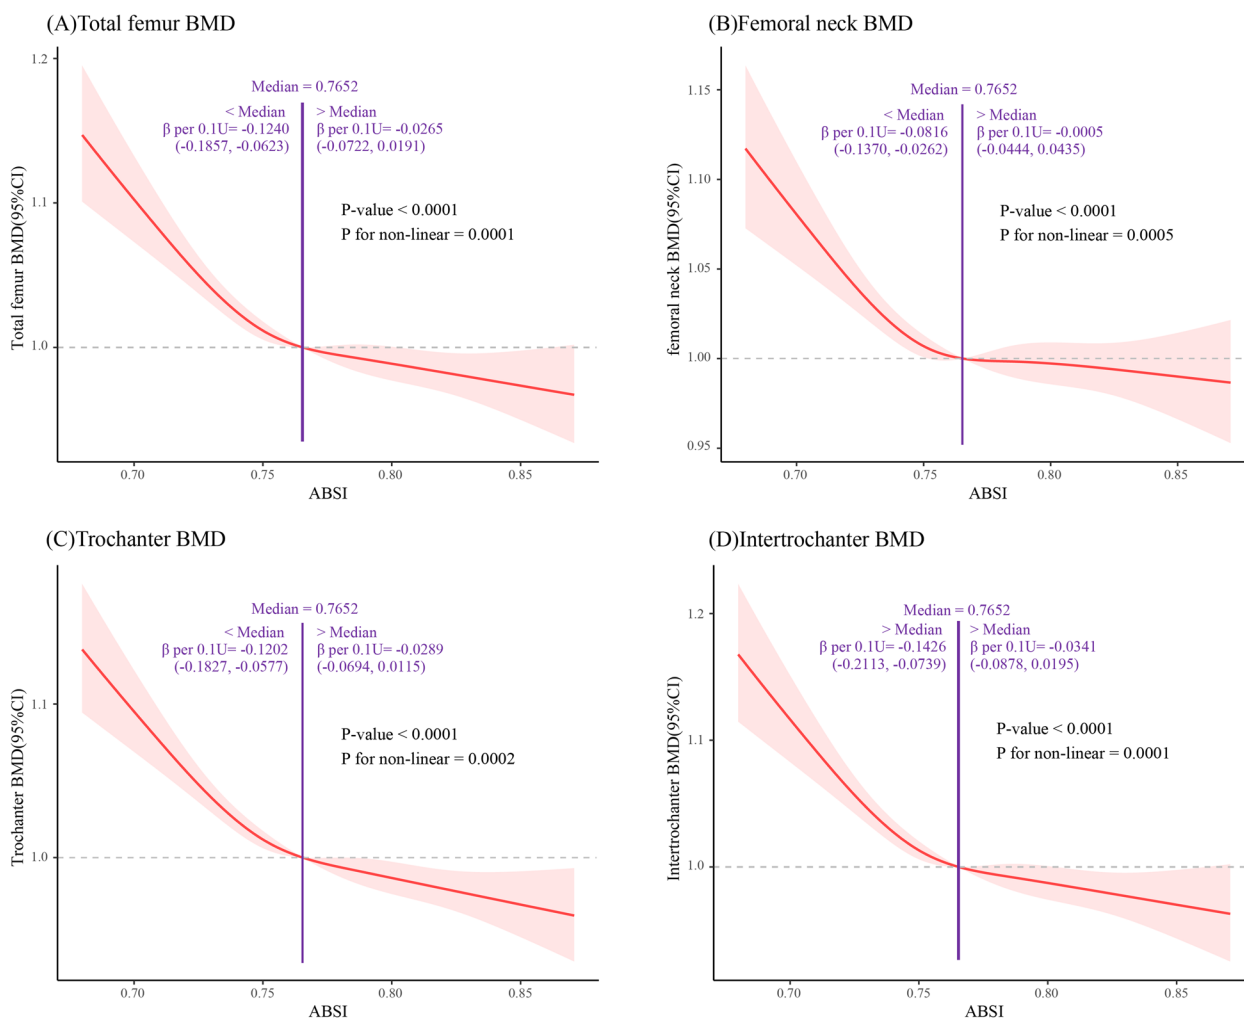 (A)Total femur BMD
Median = 0.7652
< Median
β per 0.1U= -0.1240
(-0.1857, -0.0623)
> Median
β per 0.1U= -0.0265
(-0.0722, 0.0191)
P-value < 0.0001
P for non-linear = 0.0001
Total femur BMD(95%CI)
1.2
1.1
1.0
0.70 0.75 0.80 0.85
ABSI
(B)Femoral neck BMD
Median = 0.7652
< Median
β per 0.1U= -0.0816
(-0.1370, -0.0262)
> Median
β per 0.1U= -0.0005
(-0.0444, 0.0435)
P-value < 0.0001
P for non-linear = 0.0005
femoral neck BMD(95%CI)
1.15
1.10
1.05
1.00
0.95
0.70 0.75 0.80 0.85
ABSI
(C)Trochanter BMD
Median = 0.7652
< Median
β per 0.1U= -0.1202
(-0.1827, -0.0577)
> Median
β per 0.1U= -0.0289
(-0.0694, 0.0115)
P-value < 0.0001
P for non-linear = 0.0002
Trochanter BMD(95%CI)
1.1
1.0
0.70 0.75 0.80 0.85
ABSI
(D)Intertrochanter BMD
Median = 0.7652
> Median
β per 0.1U= -0.1426
(-0.2113, -0.0739)
> Median
β per 0.1U= -0.0341
(-0.0878, 0.0195)
P-value < 0.0001
P for non-linear = 0.0001
Intertrochanter BMD(95%CI)
1.2
1.1
1.0
0.70 0.75 0.80 0.85
ABSI